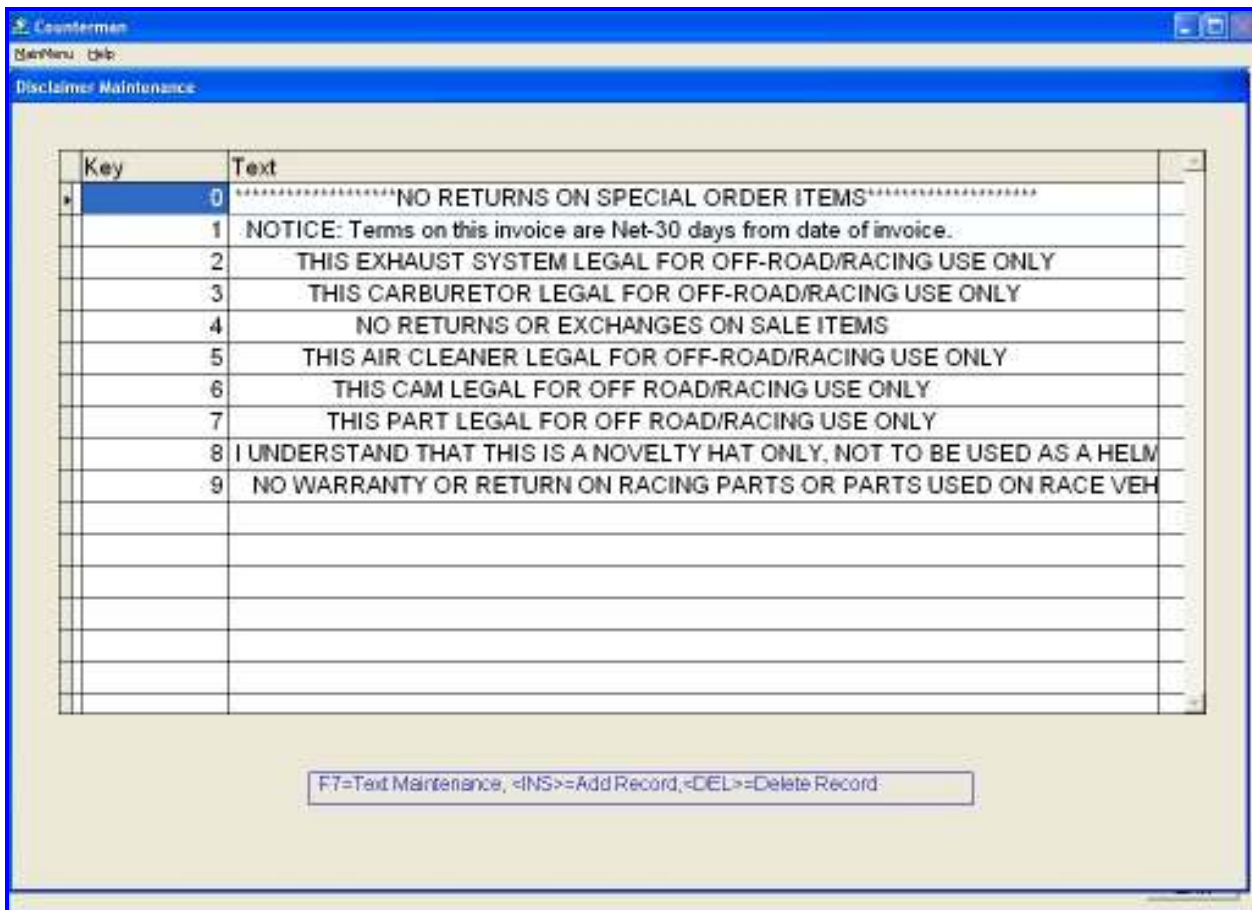 Counterman
MainMenu Help
Disclaimer Maintenance
Key Text
0 *******************NO RETURNS ON SPECIAL ORDER ITEMS********************
1 NOTICE: Terms on this invoice are Net-30 days from date of invoice.
2 THIS EXHAUST SYSTEM LEGAL FOR OFF-ROAD/RACING USE ONLY
3 THIS CARBURETOR LEGAL FOR OFF-ROAD/RACING USE ONLY
4 NO RETURNS OR EXCHANGES ON SALE ITEMS
5 THIS AIR CLEANER LEGAL FOR OFF-ROAD/RACING USE ONLY
6 THIS CAM LEGAL FOR OFF ROAD/RACING USE ONLY
7 THIS PART LEGAL FOR OFF ROAD/RACING USE ONLY
8 I UNDERSTAND THAT THIS IS A NOVELTY HAT ONLY, NOT TO BE USED AS A HELM
9 NO WARRANTY OR RETURN ON RACING PARTS OR PARTS USED ON RACE VEH
F7=Text Maintenance, <INS>=Add Record,<DEL>=Delete Record